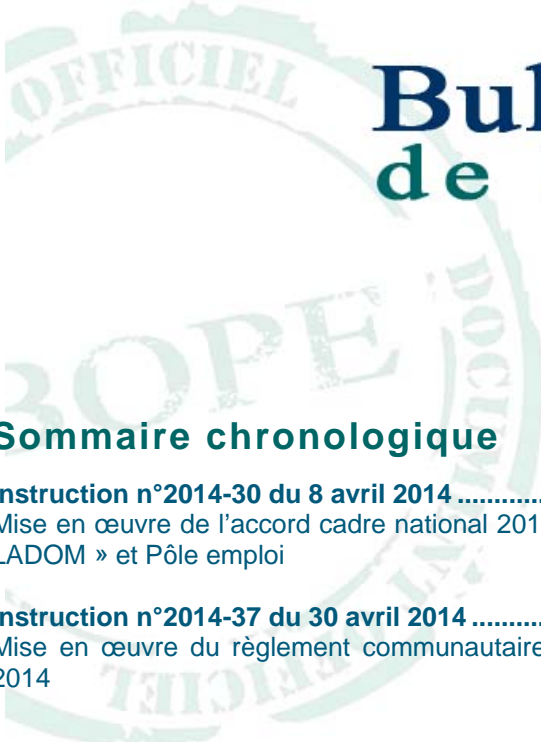 OFFICIEL
Bul
de
BOPE
DOCUMENT OFFICIEL
Sommaire chronologique
nstruction n°2014-30 du 8 avril 2014 .............
Mise en œuvre de l'accord cadre national 201
LADOM » et Pôle emploi
nstruction n°2014-37 du 30 avril 2014 ..........
Mise en œuvre du règlement communautaire
2014